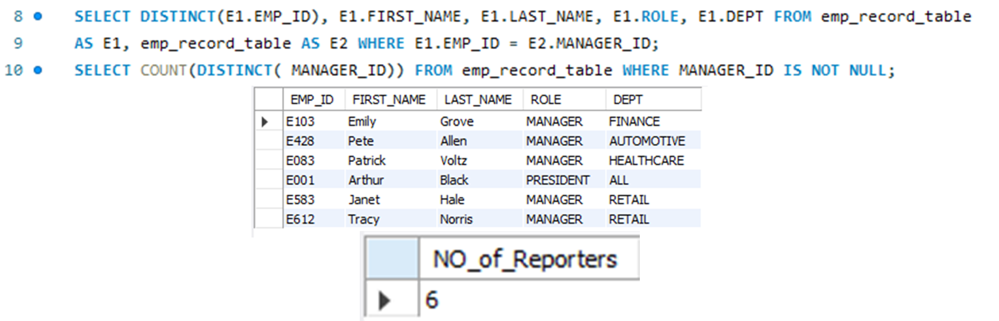 8 SELECT DISTINCT(E1.EMP_ID), E1.FIRST_NAME, E1.LAST_NAME, E1.ROLE, E1.DEPT FROM emp_record_table
9 AS E1, emp_record_table AS E2 WHERE E1.EMP_ID = E2.MANAGER_ID;
10 SELECT COUNT(DISTINCT( MANAGER_ID)) FROM emp_record_table WHERE MANAGER_ID IS NOT NULL;
EMP_ID FIRST_NAME LAST_NAME ROLE DEPT
E103 Emily Grove MANAGER FINANCE
E428 Pete Allen MANAGER AUTOMOTIVE
E083 Patrick Voltz MANAGER HEALTHCARE
E001 Arthur Black PRESIDENT ALL
E583 Janet Hale MANAGER RETAIL
E612 Tracy Norris MANAGER RETAIL
NO_of_Reporters
6